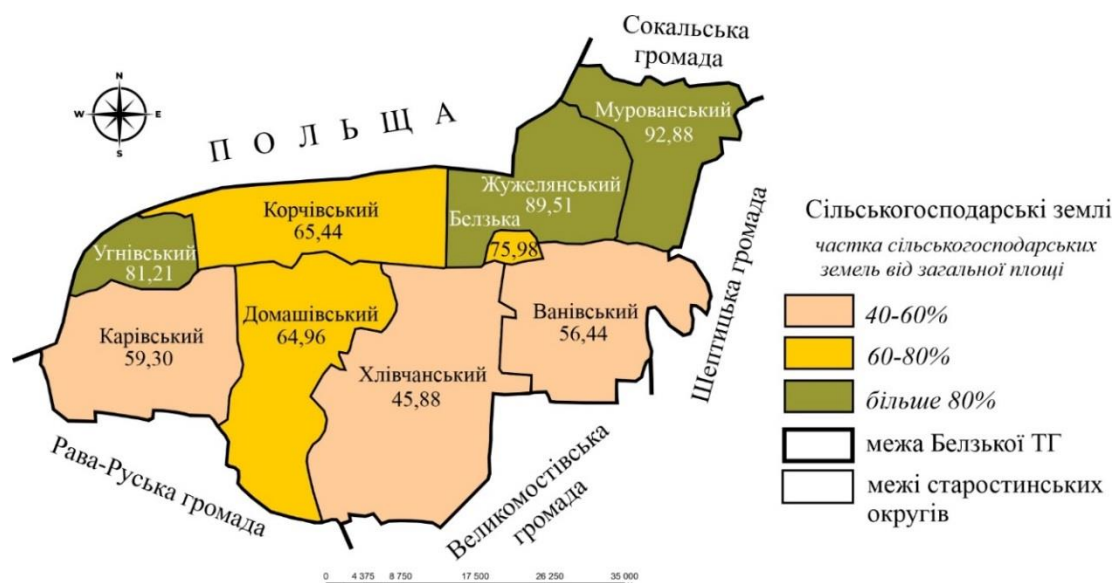 Сокальська
громада
N
W E
S
П О Л Ь Щ А
Мурованський
92,88
Жужелянський
89,51
Белзька
75,98
Корчівський
65,44
Угнівський
81,21
Карівський
59,30
Домашівський
64,96
Хлівчанський
45,88
Ванівський
56,44
Шептицька громада
Рава-Руська громада
Великомостівська
громада
Сільськогосподарські землі
частка сільськогосподарських
земель від загальної площі
40-60%
60-80%
більше 80%
межа Белзької ТГ
межі старостинських
округів
0 4 375 8 750 17 500 26 250 35 000